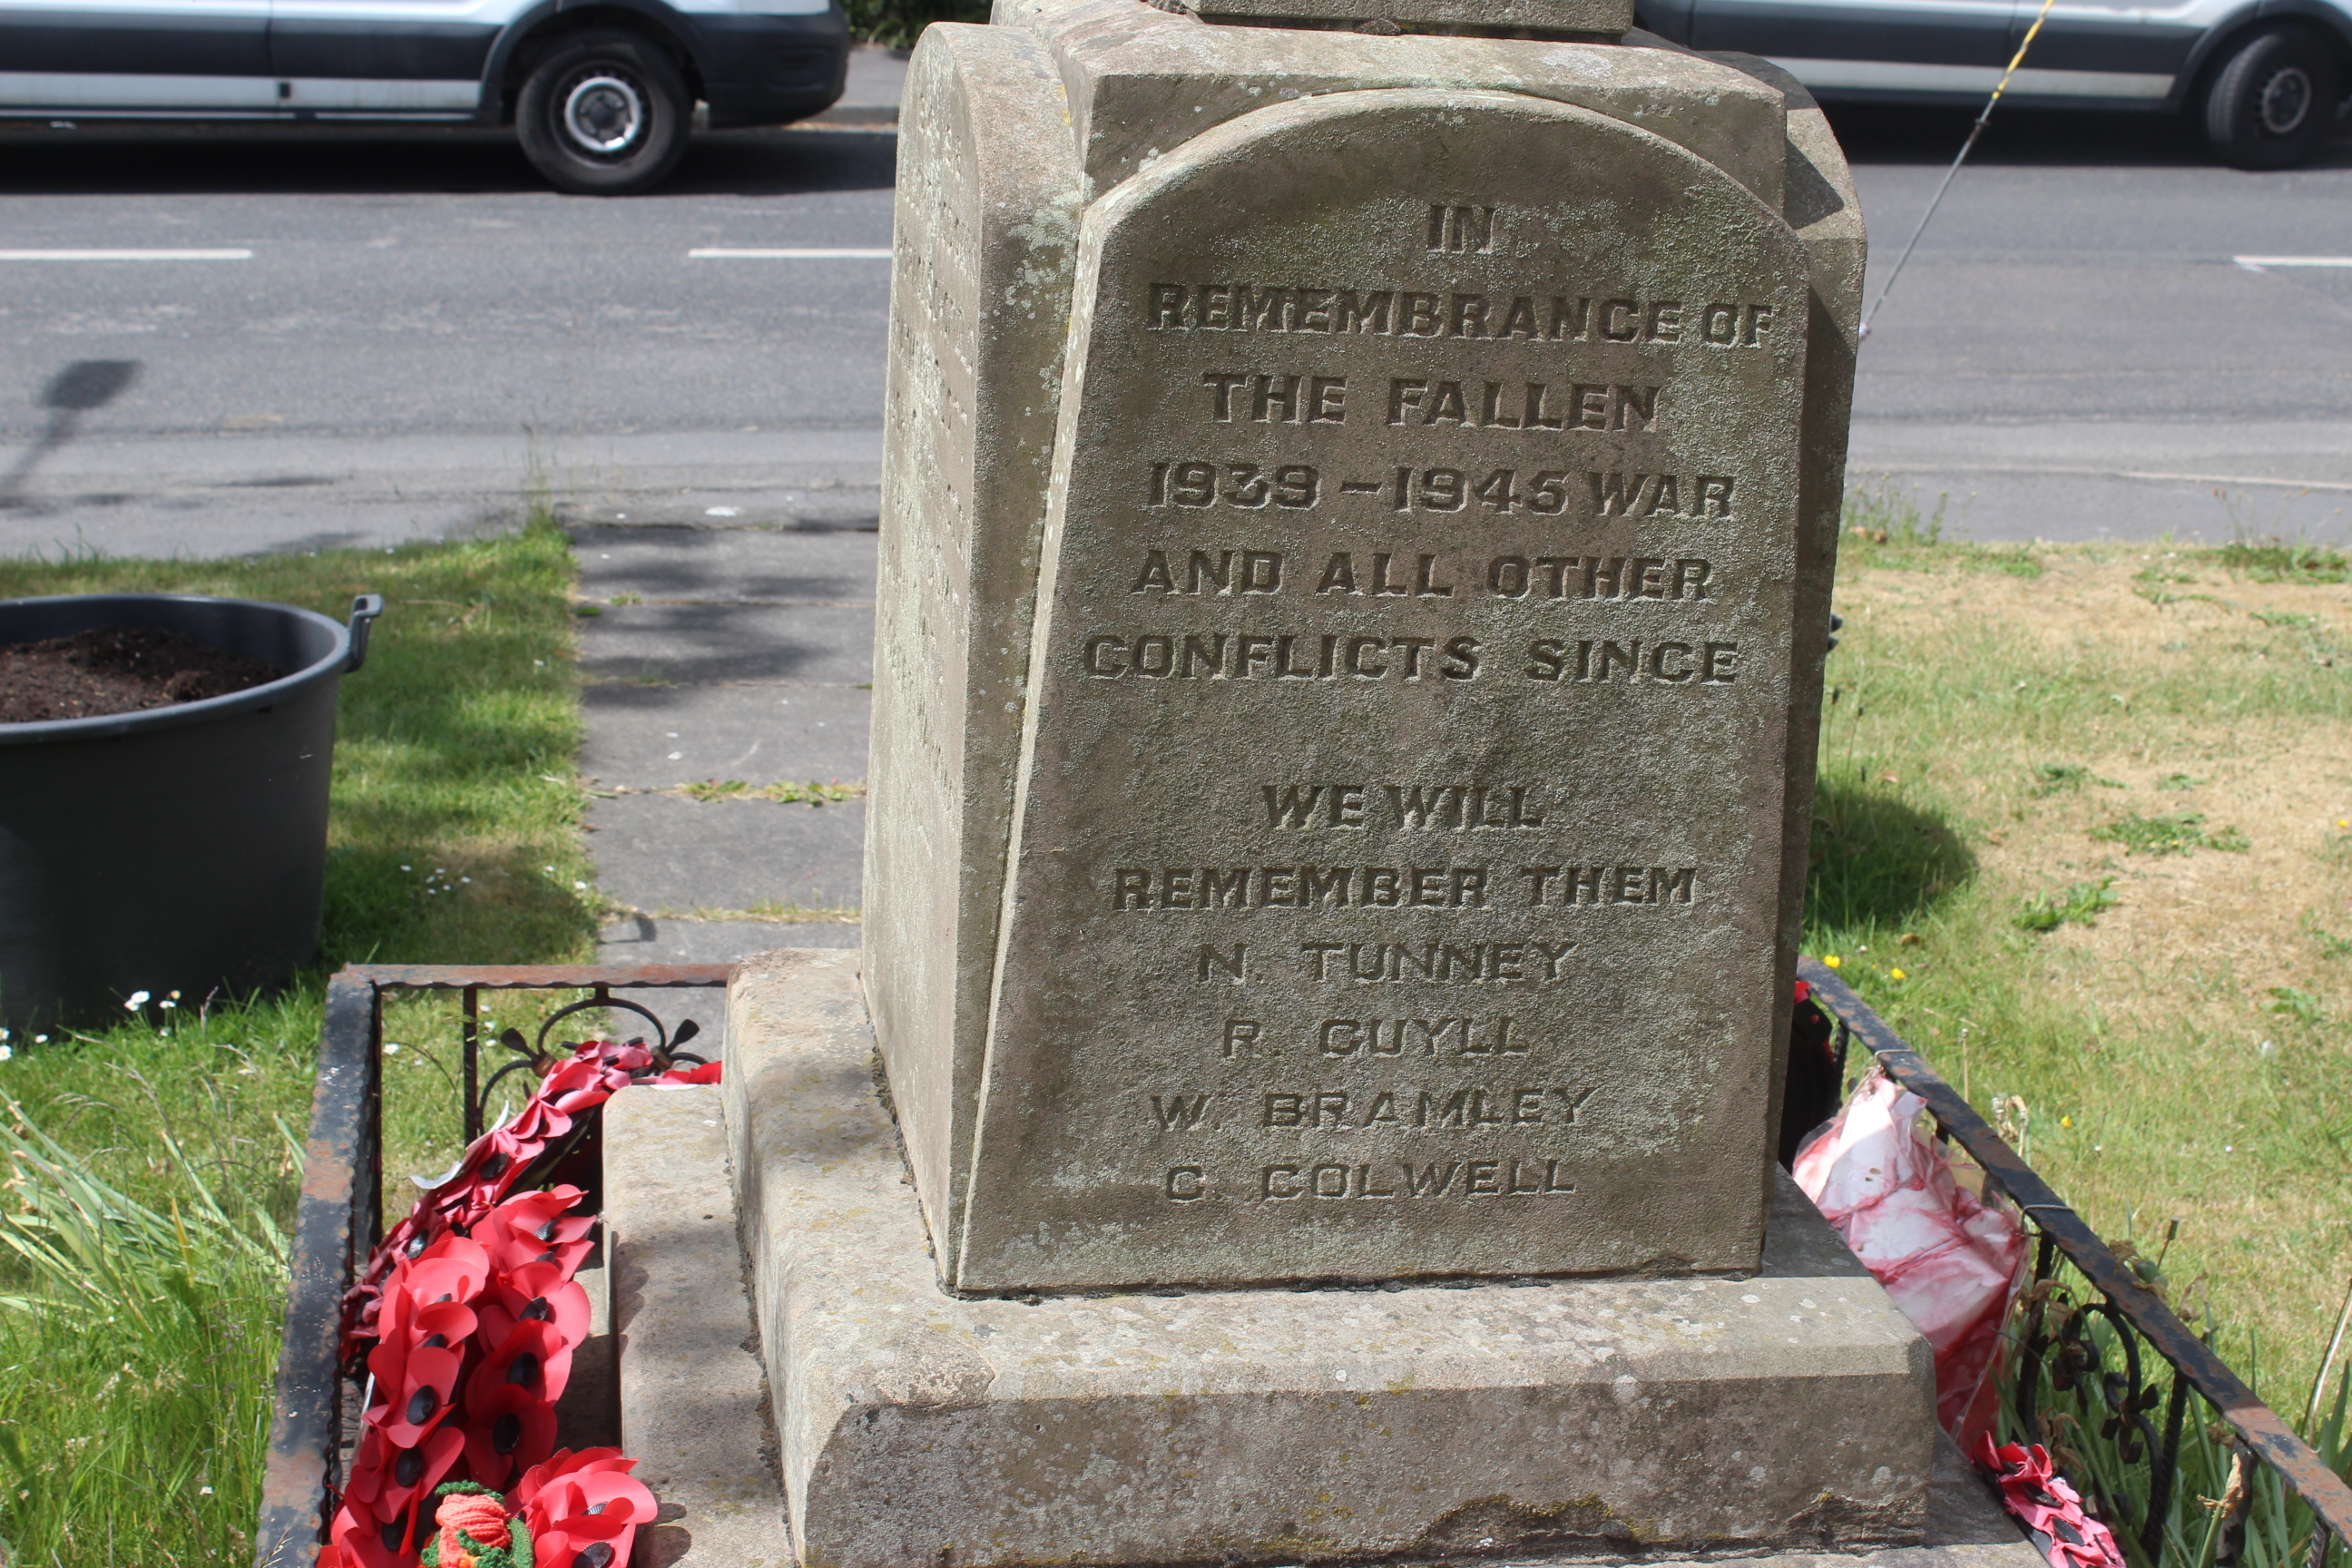 IN
REMEMBRANCE OF
THE FALLEN
1939-1945 WAR
AND ALL OTHER
CONFLICTS SINCE
WE WILL
REMEMBER THEM
N. TUNNEY
R. GUYLL
W. BRAMLEY
C. COLWELL